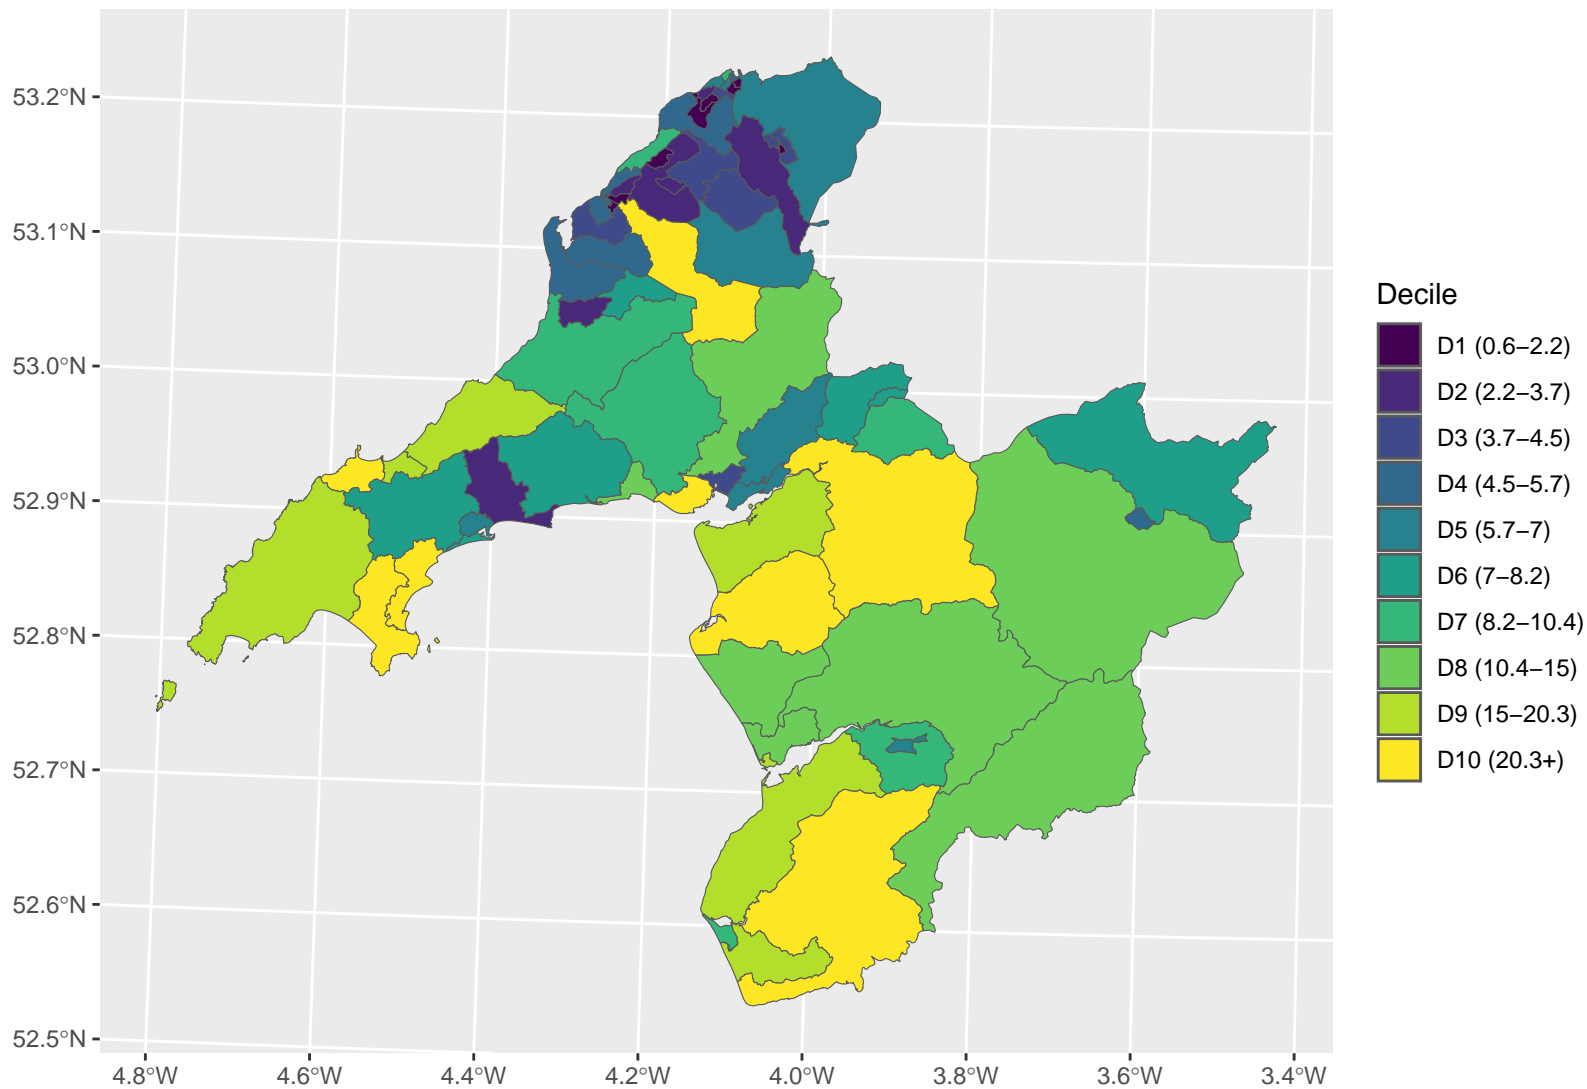 53.2°N
53.1°N
53.0°N
52.9°N
52.8°N
52.7°N
52.6°N
52.5°N
4.8°W
4.6°W
4.4°W
4.2°W
4.0°W
3.8°W
3.6°W
3.4°W
Decile
D1 (0.6–2.2)
D2 (2.2–3.7)
D3 (3.7–4.5)
D4 (4.5–5.7)
D5 (5.7–7)
D6 (7–8.2)
D7 (8.2–10.4)
D8 (10.4–15)
D9 (15–20.3)
D10 (20.3+)